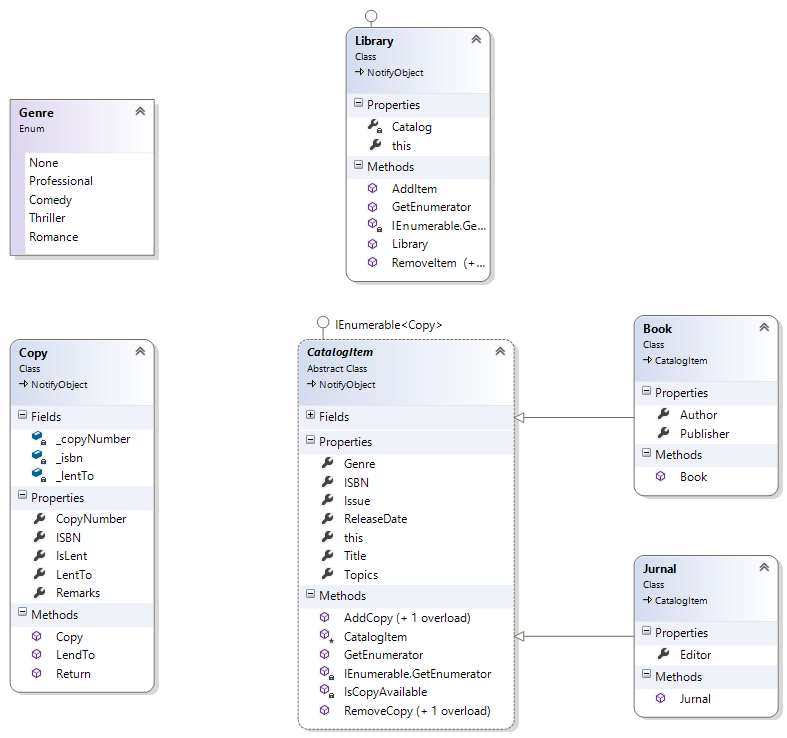 Library
Class
NotifyObject
Properties
Catalog
this
Methods
AddItem
GetEnumerator
IEnumerable.Ge...
Library
RemoveItem (+...
Genre
Enum
None
Professional
Comedy
Thriller
Romance
Copy
Class
NotifyObject
Fields
_copyNumber
_isbn
_lentTo
Properties
CopyNumber
ISBN
IsLent
LentTo
Remarks
Methods
Copy
LendTo
Return
IEnumerable<Copy>
CatalogItem
Abstract Class
NotifyObject
Fields
Properties
Genre
ISBN
Issue
ReleaseDate
this
Title
Topics
Methods
AddCopy (+ 1 overload)
CatalogItem
GetEnumerator
IEnumerable.GetEnumerator
IsCopyAvailable
RemoveCopy (+ 1 overload)
Book
Class
CatalogItem
Properties
Author
Publisher
Methods
Book
Jurnal
Class
CatalogItem
Properties
Editor
Methods
Jurnal